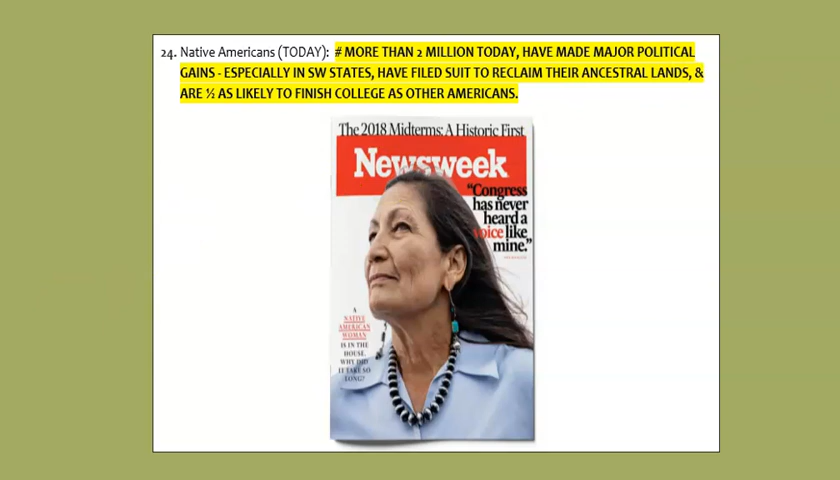 24. Native Americans (TODAY): # MORE THAN 2 MILLION TODAY, HAVE MADE MAJOR POLITICAL
GAINS - ESPECIALLY IN SW STATES, HAVE FILED SUIT TO RECLAIM THEIR ANCESTRAL LANDS, &
ARE ½ AS LIKELY TO FINISH COLLEGE AS OTHER AMERICANS.
The 2018 Midterms: A Historic First
Newsweek
"Congress
has never
heard a
voice like
mine."
A
NATIVE
AMERICAN
WOMAN
IS IN THE
HOUSE.
WHY DID
IT TAKE SO
LONG?